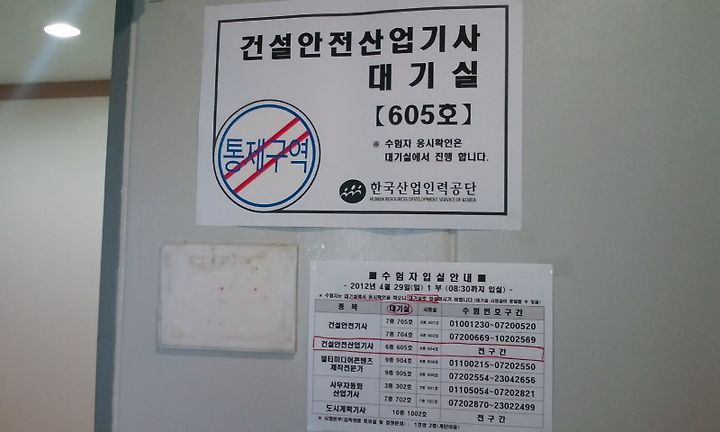 건설안전산업기사
대기실
【605호】
통제구역
※ 수험자 응시확인은
대기실에서 진행 합니다.
한국산업인력공단
HUMAN RESOURCES DEVELOPMENT SERVICE OF KOREA
■ 수험자입실안내 ■
- 2012년 4월 29일(일) 1부 (08:30까지 입실) -
종목 대기실 시험실 수험번호구간
건설안전기사 7층 705호 01001230~07200520
7층 704호 07200669~10202569
건설안전산업기사 6층 605호 전구간
멀티미디어콘텐츠 제작전문가 9층 904호 01100215~07202550
9층 905호 07202554~23042656
사무자동화 산업기사 3층 302호 01105054~07202821
7층 702호 07202870~23022499
도시계획기사 10층 1002호 전구간